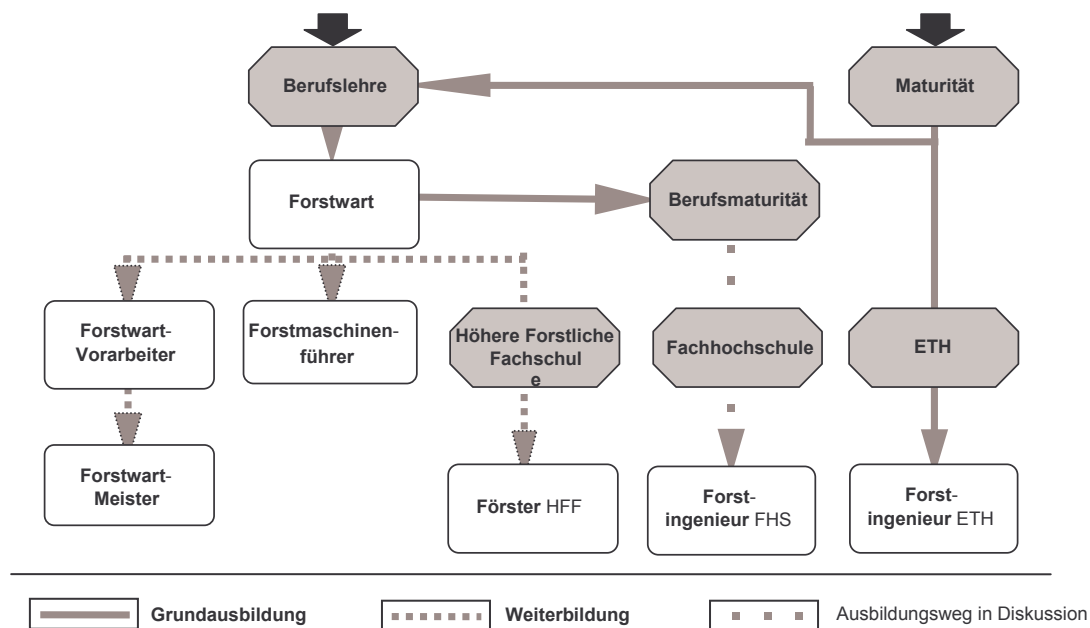 Berufslehre
Maturität
Forstwart
Berufsmaturität
Forstwart-
Vorarbeiter
Forstmaschinen-
führer
Höhere Forstliche
Fachschul
e
Fachhochschule
ETH
Forstwart-
Meister
Förster HFF
Forst-
ingenieur FHS
Forst-
ingenieur ETH
Grundausbildung
Weiterbildung
Ausbildungsweg in Diskussion